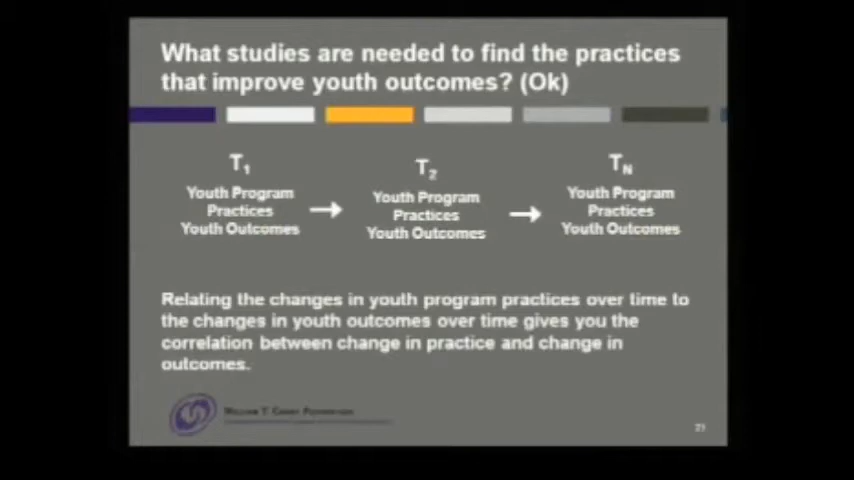 What studies are needed to find the practices
that improve youth outcomes? (Ok)
T1
Youth Program
Practices
Youth Outcomes
T2
Youth Program
Practices
Youth Outcomes
TN
Youth Program
Practices
Youth Outcomes
Relating the changes in youth program practices over time to
the changes in youth outcomes over time gives you the
correlation between change in practice and change in
outcomes.
William T. Grant Foundation